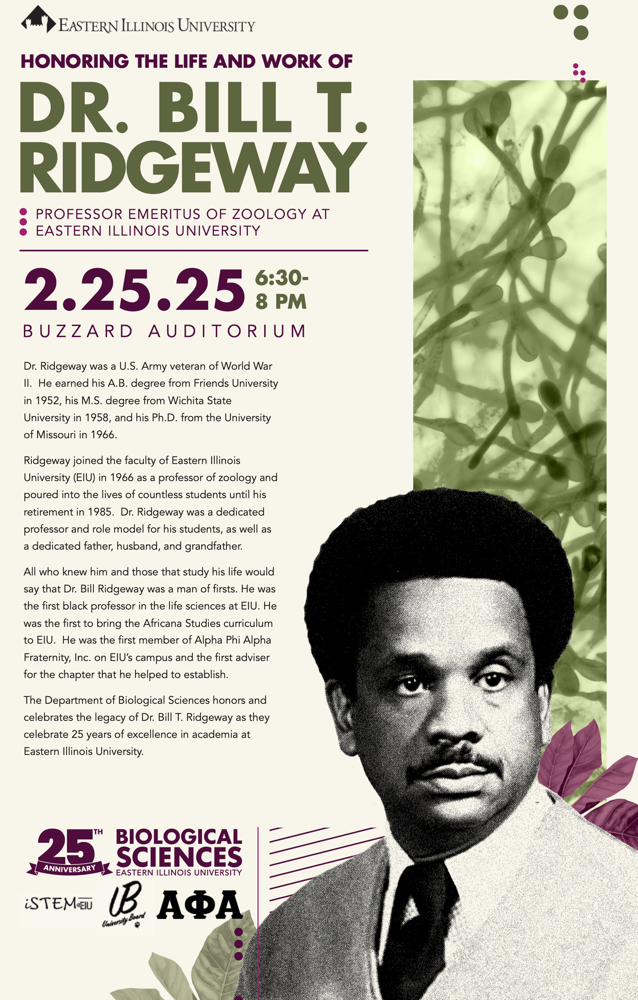 EASTERN ILLINOIS UNIVERSITY
HONORING THE LIFE AND WORK OF
DR. BILL T.
RIDGEWAY
PROFESSOR EMERITUS OF ZOOLOGY AT
EASTERN ILLINOIS UNIVERSITY
2.25.25
6:30-
8 PM
BUZZARD AUDITORIUM
Dr. Ridgeway was a U.S. Army veteran of World War
II.  He earned his A.B. degree from Friends University
in 1952, his M.S. degree from Wichita State
University in 1958, and his Ph.D. from the University
of Missouri in 1966.
Ridgeway joined the faculty of Eastern Illinois
University (EIU) in 1966 as a professor of zoology and
poured into the lives of countless students until his
retirement in 1985.  Dr. Ridgeway was a dedicated
professor and role model for his students, as well as
a dedicated father, husband, and grandfather.
All who knew him and those that study his life would
say that Dr. Bill Ridgeway was a man of firsts. He was
the first black professor in the life sciences at EIU. He
was the first to bring the Africana Studies curriculum
to EIU.  He was the first member of Alpha Phi Alpha
Fraternity, Inc. on EIU’s campus and the first adviser
for the chapter that he helped to establish.
The Department of Biological Sciences honors and
celebrates the legacy of Dr. Bill T. Ridgeway as they
celebrate 25 years of excellence in academia at
Eastern Illinois University.
25TH
ANNIVERSARY
BIOLOGICAL
SCIENCES
EASTERN ILLINOIS UNIVERSITY
iSTEM@EIU
UB
University Board
ΑΦΑ